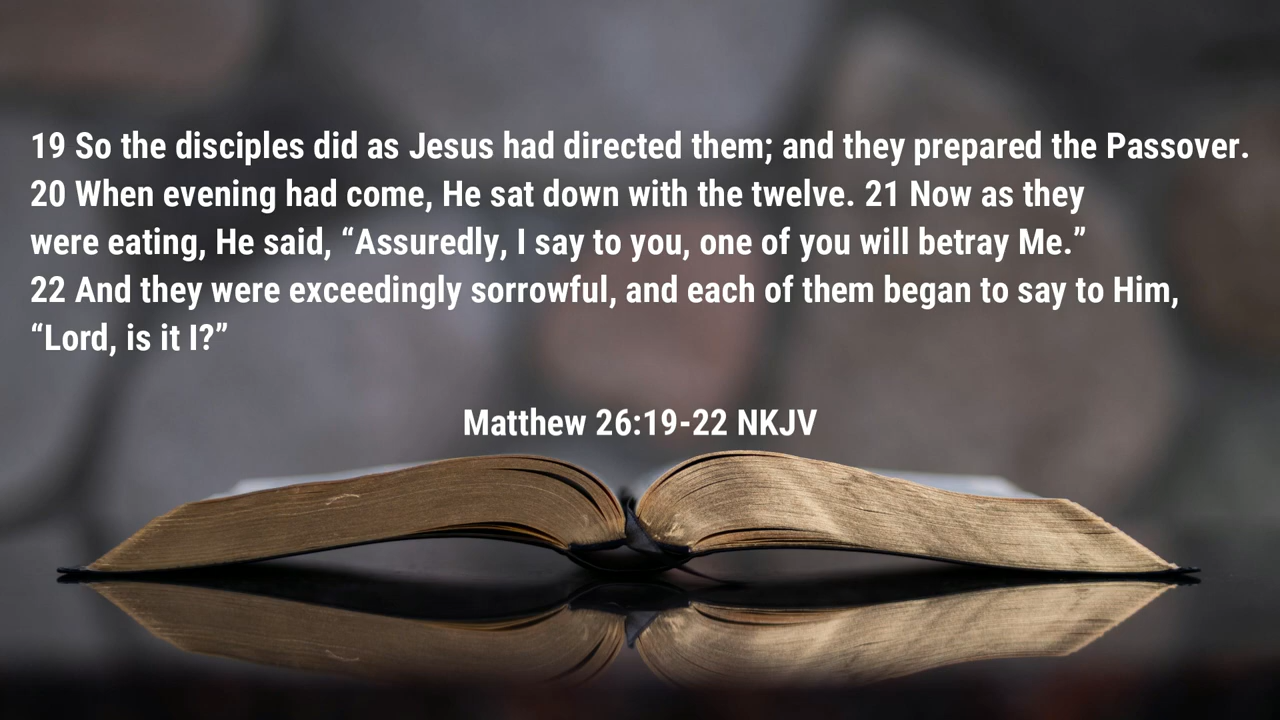 19 So the disciples did as Jesus had directed them; and they prepared the Passover.
20 When evening had come, He sat down with the twelve. 21 Now as they
were eating, He said, “Assuredly, I say to you, one of you will betray Me.”
22 And they were exceedingly sorrowful, and each of them began to say to Him,
“Lord, is it I?”
Matthew 26:19-22 NKJV